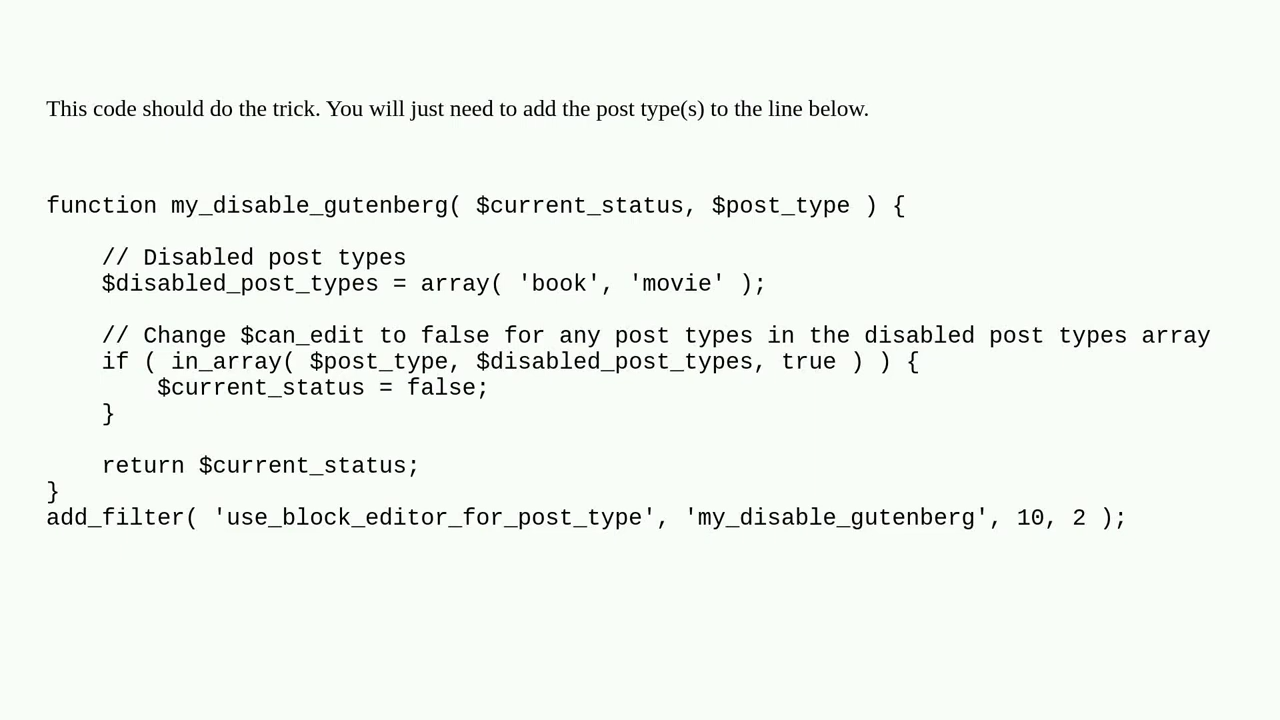 This code should do the trick. You will just need to add the post type(s) to the line below.
function my_disable_gutenberg( $current_status, $post_type ) {
    // Disabled post types
    $disabled_post_types = array( 'book', 'movie' );
    // Change $can_edit to false for any post types in the disabled post types array
    if ( in_array( $post_type, $disabled_post_types, true ) ) {
        $current_status = false;
    }
    return $current_status;
}
add_filter( 'use_block_editor_for_post_type', 'my_disable_gutenberg', 10, 2 );